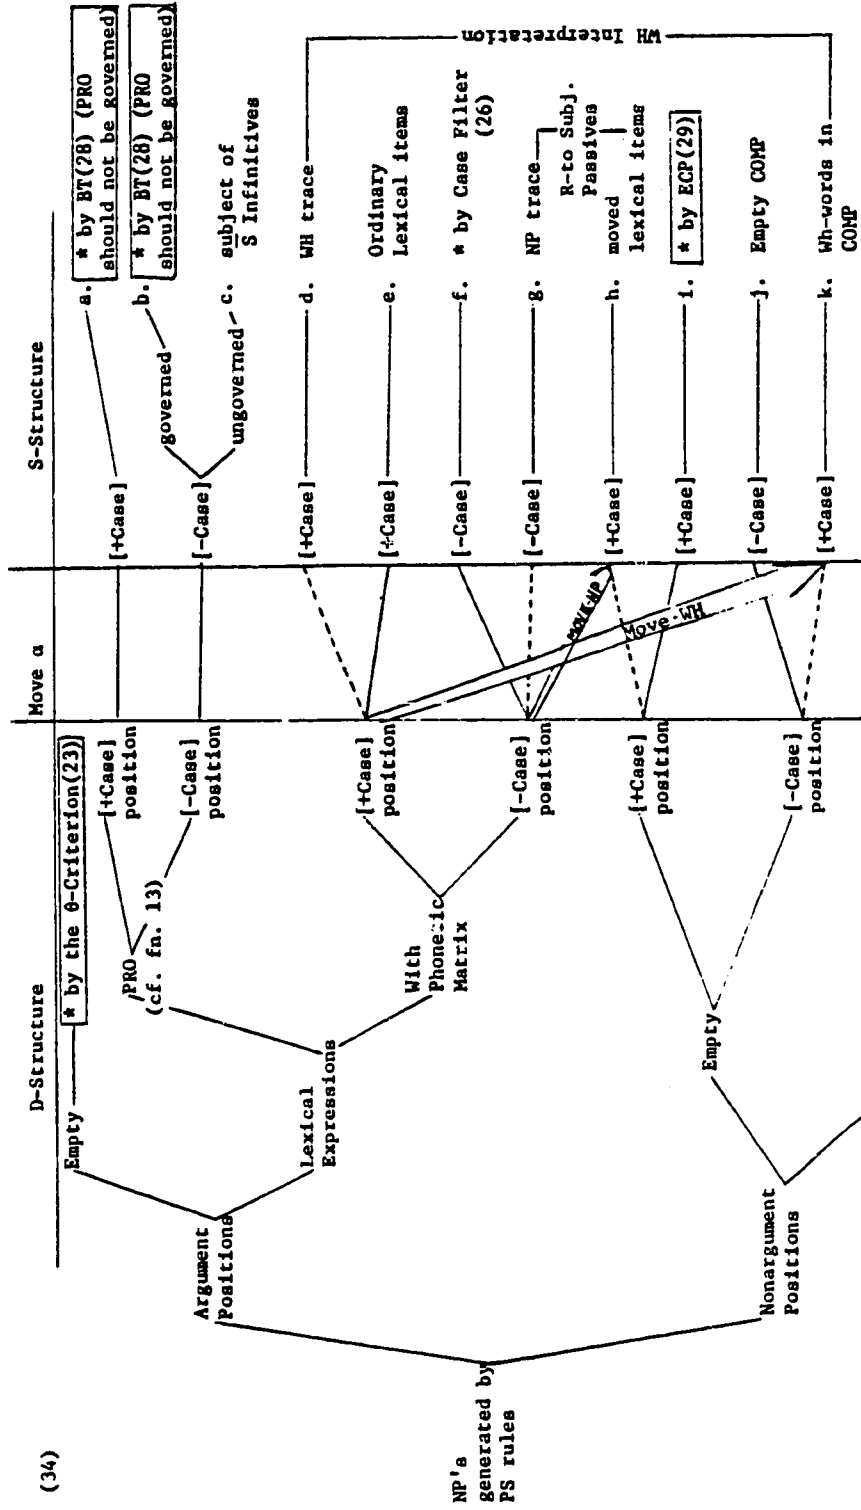 (34)
D-Structure
Move α
S-Structure
NP's
generated by
PS rules
Argument
Positions
Nonargument
Positions
Empty
* by the θ-Criterion(23)
Lexical
Expressions
PRO
(cf. fn. 13)
With
Phonetic
Matrix
Empty
[+Case]
position
[-Case]
position
[+Case]
position
[-Case]
position
[+Case]
position
[-Case]
position
MOVE-NP
Move-WH
[+Case]
[-Case]
governed
ungoverned
[+Case]
[+Case]
[-Case]
[-Case]
[+Case]
[+Case]
[-Case]
[+Case]
a. * by BT(28) (PRO
should not be governed)
b. * by BT(28) (PRO
should not be governed)
c. subject of
S Infinitives
d. WH trace
e. Ordinary
Lexical items
f. * by Case Filter
(26)
g. NP trace
R-to Subj.
Passives
h. moved
lexical items
i. * by ECP(29)
j. Empty COMP
k. Wh-words in
COMP
WH Interpretation